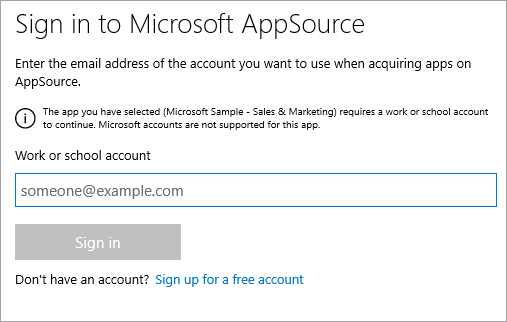 Sign in to Microsoft AppSource
Enter the email address of the account you want to use when acquiring apps on
AppSource.
The app you have selected (Microsoft Sample - Sales & Marketing) requires a work or school account
to continue. Microsoft accounts are not supported for this app.
Work or school account
someone@example.com
Sign in
Don't have an account? Sign up for a free account